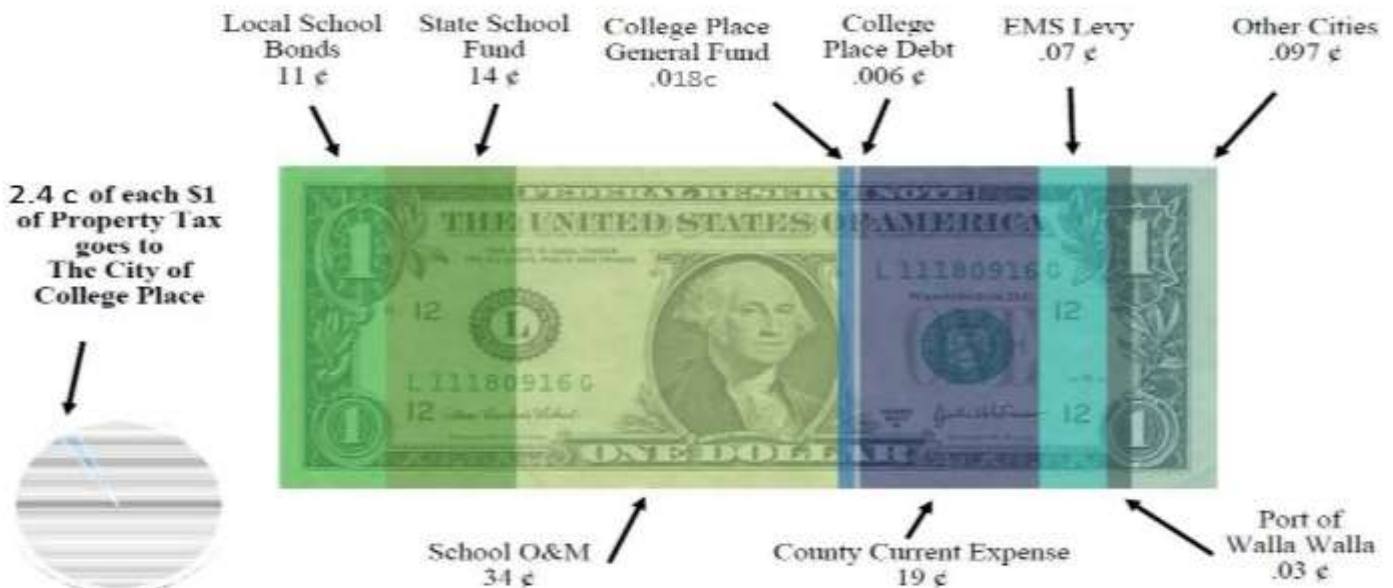 Local School
Bonds
11 ¢
State School
Fund
14 ¢
College Place
General Fund
.018c
College
Place Debt
.006 ¢
EMS Levy
.07 ¢
Other Cities
.097 ¢
2.4 c of each $1
of Property Tax
goes to
The City of
College Place
FEDERAL RESERVE NOTE
THE UNITED STATES OF AMERICA
L 11180916 G
12
12
L
L 11180916 G
12
12
1
1
1
1
ONE DOLLAR
School O&M
34 ¢
County Current Expense
19 ¢
Port of
Walla Walla
.03 ¢